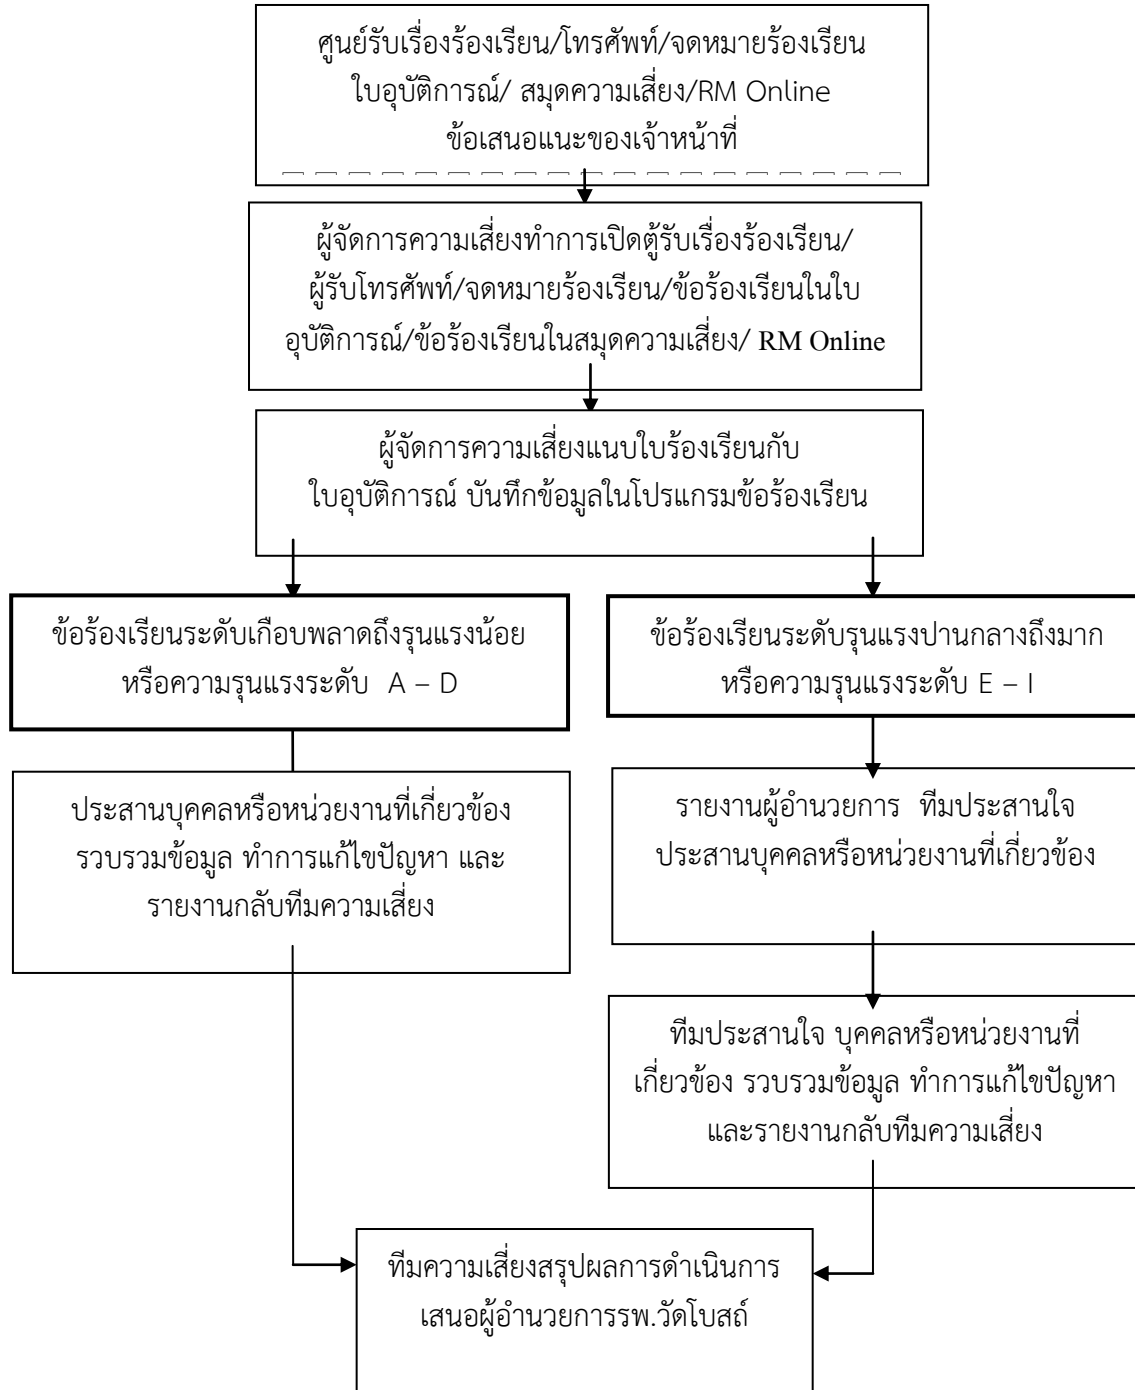 ศูนย์รับเรื่องร้องเรียน/โทรศัพท์/จดหมายร้องเรียน
ใบอุบัติการณ์/ สมุดความเสี่ยง/RM Online
ข้อเสนอแนะของเจ้าหน้าที่
ผู้จัดการความเสี่ยงทำการเปิดตู้รับเรื่องร้องเรียน/
ผู้รับโทรศัพท์/จดหมายร้องเรียน/ข้อร้องเรียนในใบ
อุบัติการณ์/ข้อร้องเรียนในสมุดความเสี่ยง/ RM Online
ผู้จัดการความเสี่ยงแนบใบร้องเรียนกับ
ใบอุบัติการณ์ บันทึกข้อมูลในโปรแกรมข้อร้องเรียน
ข้อร้องเรียนระดับเกือบพลาดถึงรุนแรงน้อย
หรือความรุนแรงระดับ A – D
ข้อร้องเรียนระดับรุนแรงปานกลางถึงมาก
หรือความรุนแรงระดับ E – I
ประสานบุคคลหรือหน่วยงานที่เกี่ยวข้อง
รวบรวมข้อมูล ทำการแก้ไขปัญหา และ
รายงานกลับทีมความเสี่ยง
รายงานผู้อำนวยการ ทีมประสานใจ
ประสานบุคคลหรือหน่วยงานที่เกี่ยวข้อง
ทีมประสานใจ บุคคลหรือหน่วยงานที่
เกี่ยวข้อง รวบรวมข้อมูล ทำการแก้ไขปัญหา
และรายงานกลับทีมความเสี่ยง
ทีมความเสี่ยงสรุปผลการดำเนินการ
เสนอผู้อำนวยการรพ.วัดโบสถ์